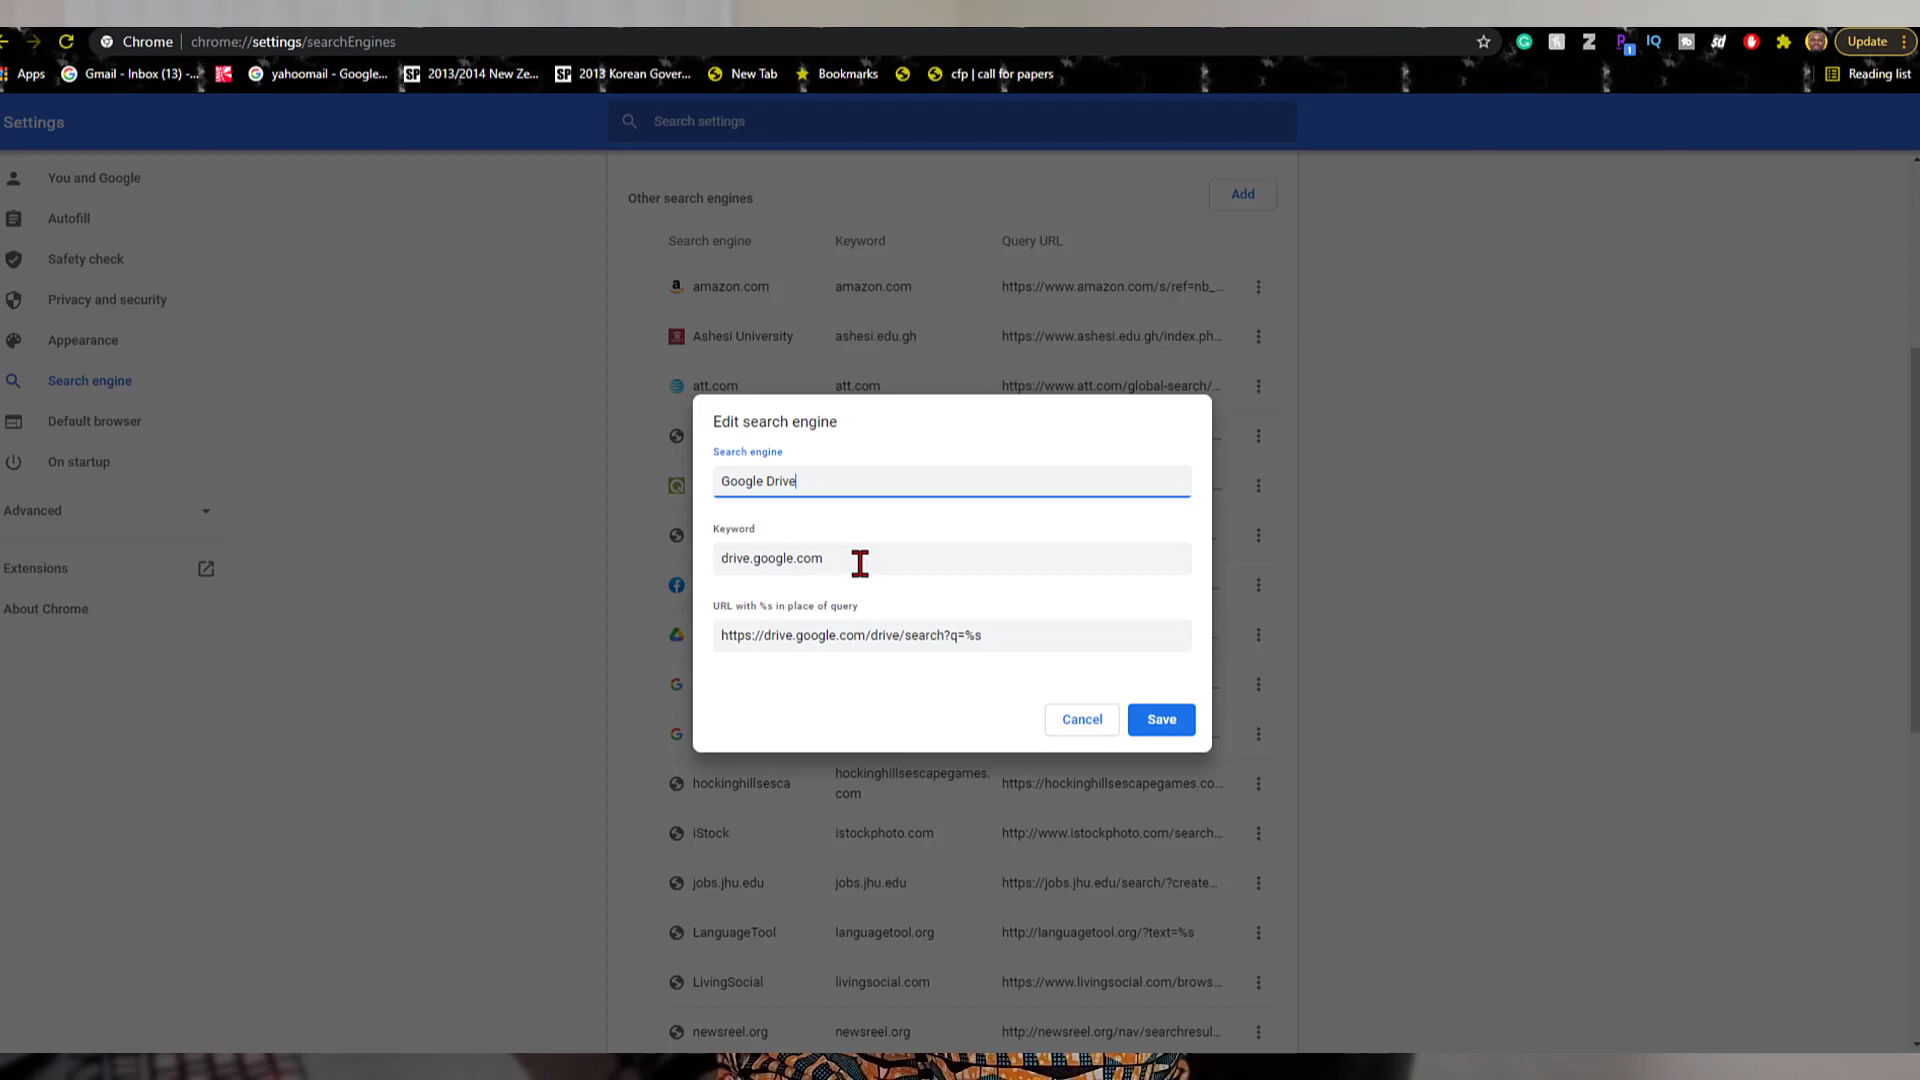 Chrome
chrome://settings/searchEngines
Update
Apps
Gmail - Inbox (13) -...
yahoomail - Google...
SP
2013/2014 New Ze...
SP
2013 Korean Gover...
New Tab
Bookmarks
cfp | call for papers
Reading list
Settings
Search settings
You and Google
Autofill
Safety check
Privacy and security
Appearance
Search engine
Default browser
On startup
Advanced
Extensions
About Chrome
Other search engines
Add
Search engine Keyword Query URL
amazon.com amazon.com https://www.amazon.com/s/ref=nb_...
Ashesi University ashesi.edu.gh https://www.ashesi.edu.gh/index.ph...
att.com att.com https://www.att.com/global-search/...
Edit search engine
Search engine
Google Drive
Keyword
drive.google.com
URL with %s in place of query
https://drive.google.com/drive/search?q=%s
Cancel
Save
hockinghillsesca hockinghillsescapegames. https://hockinghillsescapegames.co...
com
iStock istockphoto.com http://www.istockphoto.com/search...
jobs.jhu.edu jobs.jhu.edu https://jobs.jhu.edu/search/?create...
LanguageTool languagetool.org http://languagetool.org/?text=%s
LivingSocial livingsocial.com https://www.livingsocial.com/brows...
newsreel.org newsreel.org http://newsreel.org/nav/searchresul...